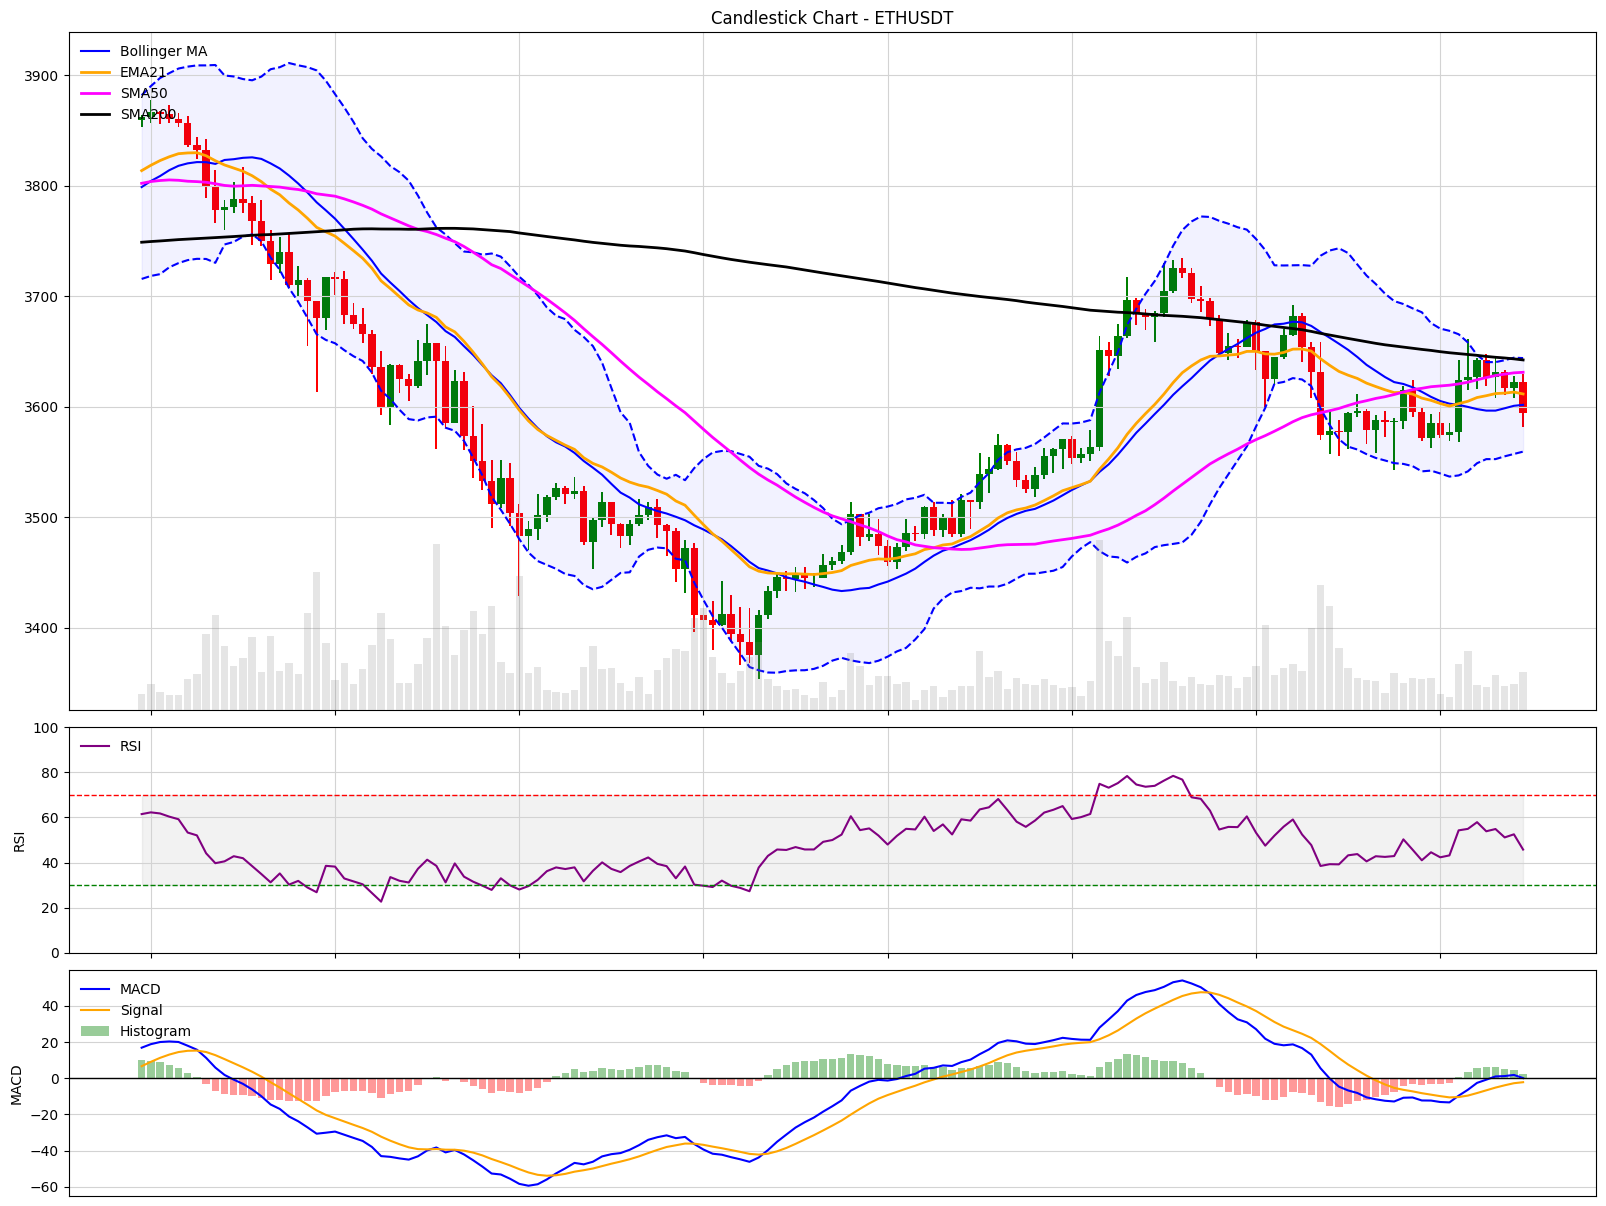 Candlestick Chart - ETHUSDT
Bollinger MA
EMA21
SMA50
SMA200
3900
3800
3700
3600
3500
3400
RSI
100
80
60
40
20
0
RSI
MACD
Signal
Histogram
40
20
0
−20
−40
−60
MACD